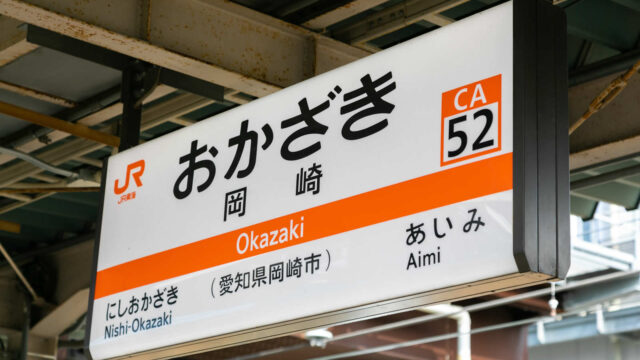 JR
JR東海
おかざき
CA
52
岡崎
Okazaki
(愛知県岡崎市)
にしおかざき
Nishi-Okazaki
あいみ
Aimi